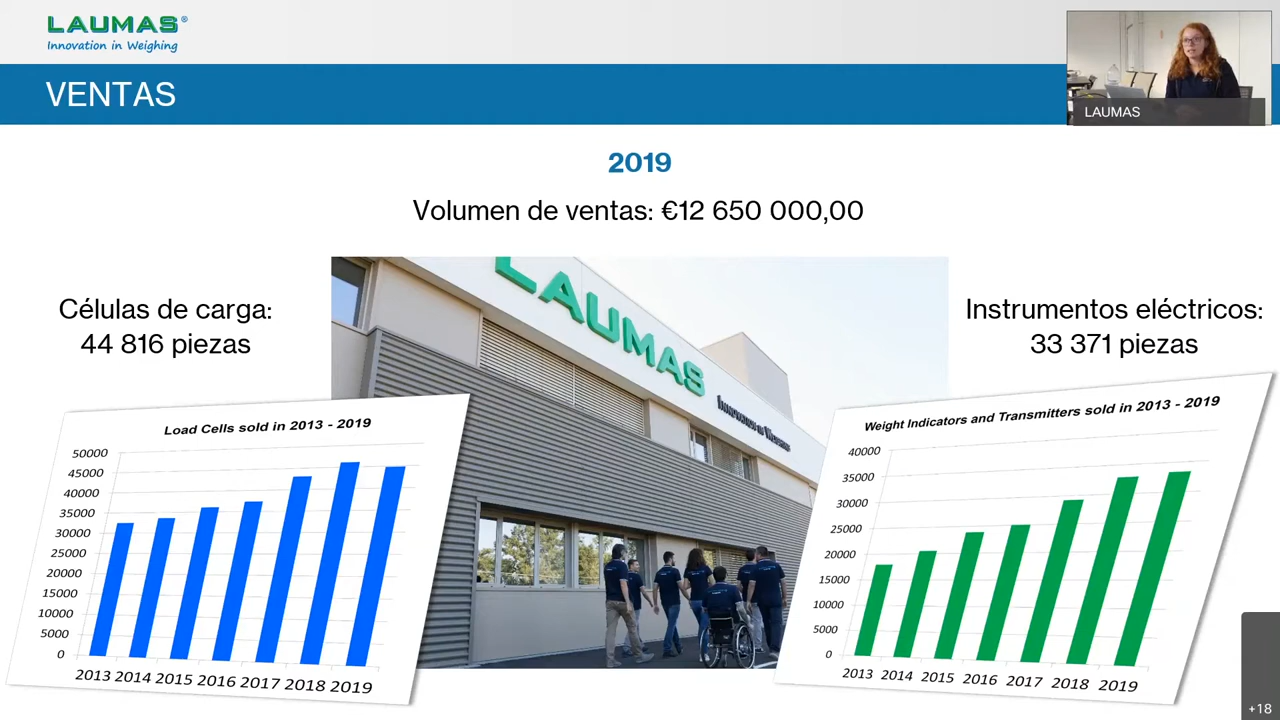 LAUMAS®
Innovation in Weighing
VENTAS
LAUMAS
2019
Volumen de ventas: €12 650 000,00
Células de carga:
44 816 piezas
Instrumentos eléctricos:
33 371 piezas
LAUMAS
Innovation in Weighing
Load Cells sold in 2013 - 2019
50000
45000
40000
35000
30000
25000
20000
15000
10000
5000
0
2013 2014 2015 2016 2017 2018 2019
Weight Indicators and Transmitters sold in 2013 - 2019
40000
35000
30000
25000
20000
15000
10000
5000
0
2013 2014 2015 2016 2017 2018 2019
+18